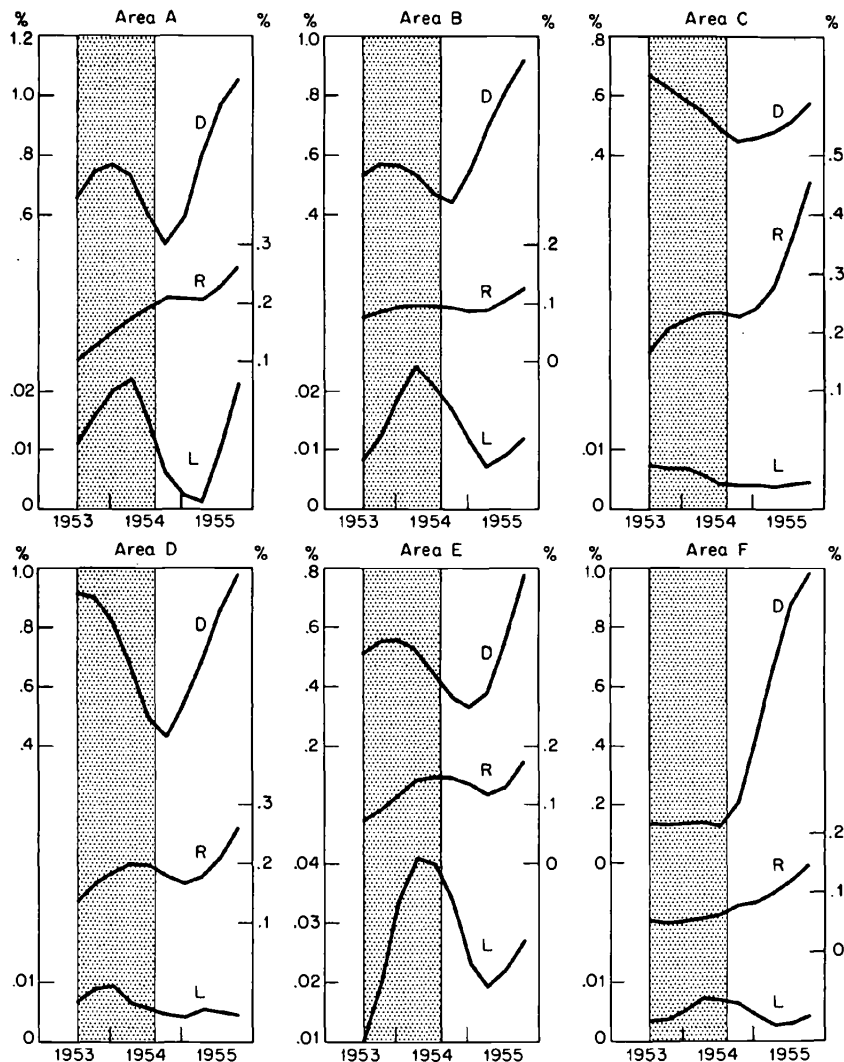 % Area A %
1.2
1.0
.8
.6
.3
.2
.1
.02
.01
0
D
R
L
1953 1954 1955
% Area B %
1.0
.8
.6
.4
.2
.1
0
.02
.01
0
D
R
L
1953 1954 1955
% Area C %
.8
.6
.4
.5
.4
.3
.2
.1
.01
0
D
R
L
1953 1954 1955
% Area D %
1.0
.8
.6
.4
.3
.2
.1
.01
0
D
R
L
1953 1954 1955
% Area E %
.8
.6
.4
.2
.2
.1
0
.04
.03
.02
.01
D
R
L
1953 1954 1955
% Area F %
1.0
.8
.6
.4
.2
0
.2
.1
0
.01
0
D
R
L
1953 1954 1955